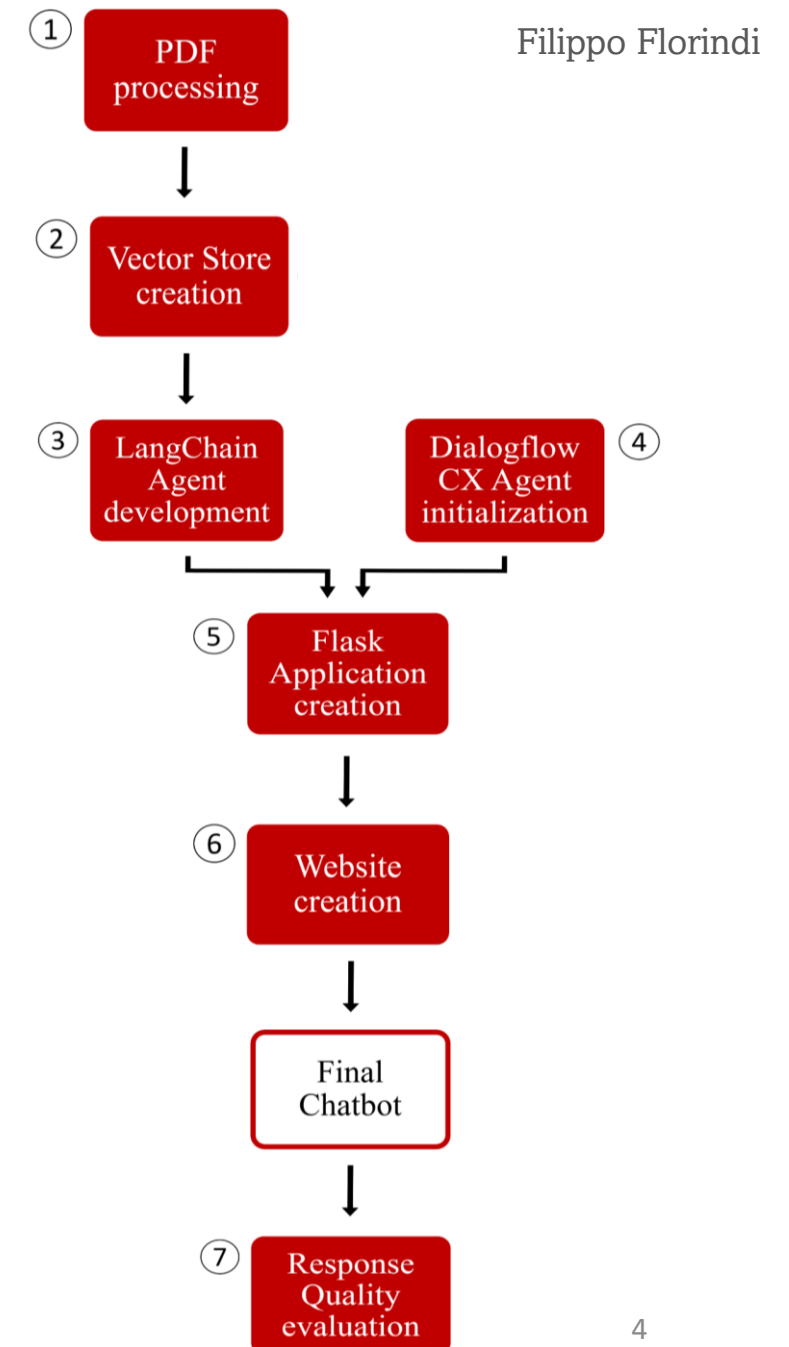 Filippo Florindi
①
PDF
processing
②
Vector Store
creation
③
LangChain
Agent
development
④
Dialogflow
CX Agent
initialization
⑤
Flask
Application
creation
⑥
Website
creation
Final
Chatbot
⑦
Response
Quality
evaluation
4